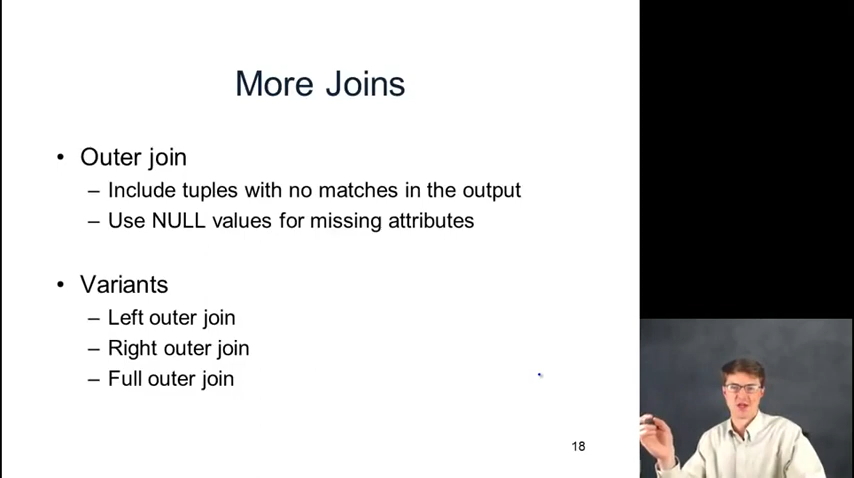 More Joins
• Outer join
– Include tuples with no matches in the output
– Use NULL values for missing attributes
• Variants
– Left outer join
– Right outer join
– Full outer join
18